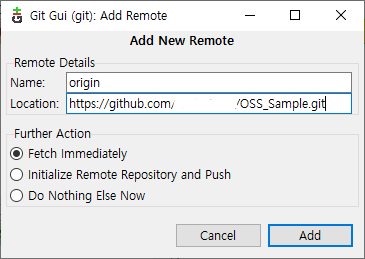 Git Gui (git): Add Remote
Add New Remote
Remote Details
Name: origin
Location: https://github.com/ /OSS_Sample.git
Further Action
Fetch Immediately
Initialize Remote Repository and Push
Do Nothing Else Now
Cancel Add